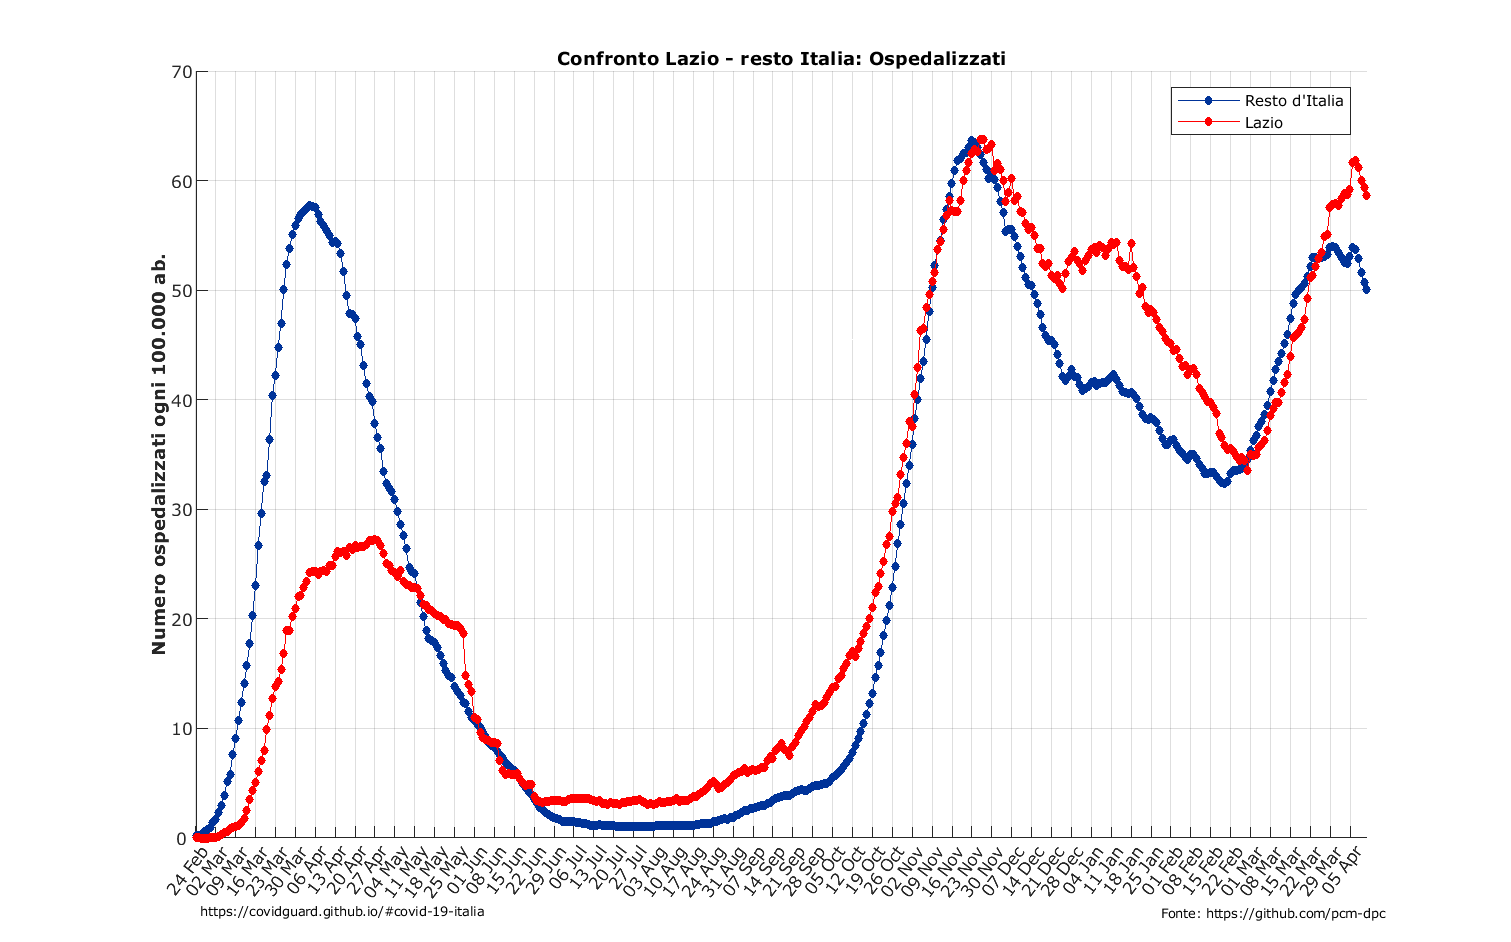 Confronto Lazio - resto Italia: Ospedalizzati
70
60
50
40
30
20
10
0
Numero ospedalizzati ogni 100.000 ab.
Resto d'Italia
Lazio
24 Feb
02 Mar
09 Mar
16 Mar
23 Mar
30 Mar
06 Apr
13 Apr
20 Apr
27 Apr
04 May
11 May
18 May
25 May
01 Jun
08 Jun
15 Jun
22 Jun
29 Jun
06 Jul
13 Jul
20 Jul
27 Jul
03 Aug
10 Aug
17 Aug
24 Aug
31 Aug
07 Sep
14 Sep
21 Sep
28 Sep
05 Oct
12 Oct
19 Oct
26 Oct
02 Nov
09 Nov
16 Nov
23 Nov
30 Nov
07 Dec
14 Dec
21 Dec
28 Dec
04 Jan
11 Jan
18 Jan
25 Jan
01 Feb
08 Feb
15 Feb
22 Feb
01 Mar
08 Mar
15 Mar
22 Mar
29 Mar
05 Apr
https://covidguard.github.io/#covid-19-italia
Fonte: https://github.com/pcm-dpc